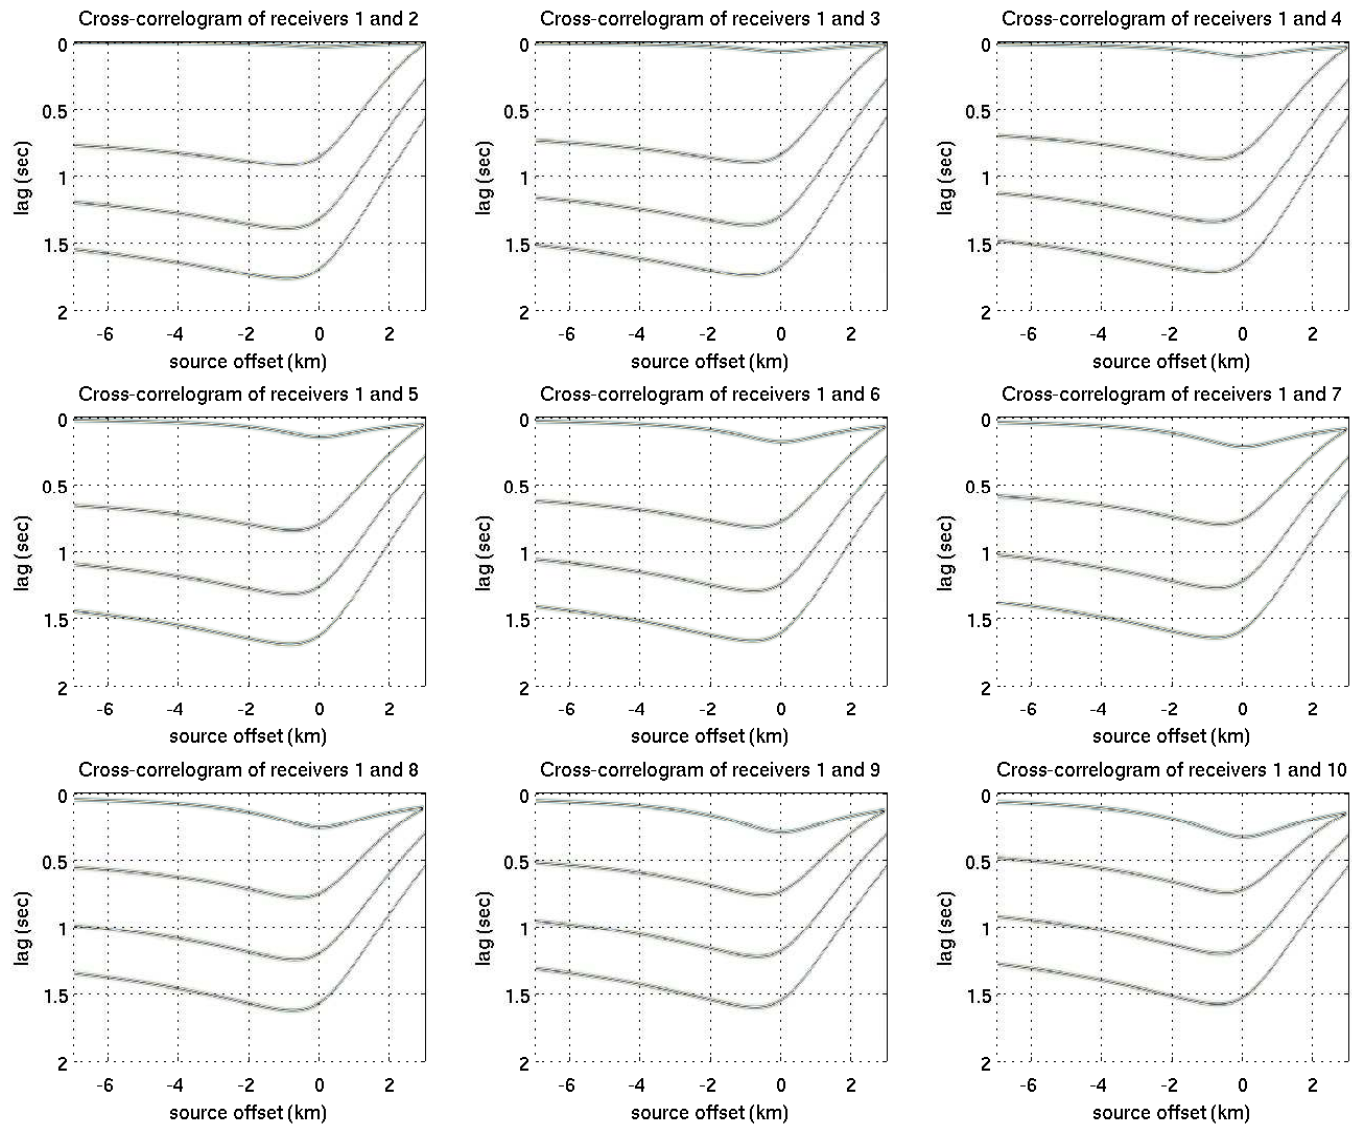 Cross-correlogram of receivers 1 and 2
Cross-correlogram of receivers 1 and 3
Cross-correlogram of receivers 1 and 4
0
0.5
1
1.5
2
lag (sec)
-6 -4 -2 0 2
source offset (km)
0
0.5
1
1.5
2
lag (sec)
-6 -4 -2 0 2
source offset (km)
0
0.5
1
1.5
2
lag (sec)
-6 -4 -2 0 2
source offset (km)
Cross-correlogram of receivers 1 and 5
Cross-correlogram of receivers 1 and 6
Cross-correlogram of receivers 1 and 7
0
0.5
1
1.5
2
lag (sec)
-6 -4 -2 0 2
source offset (km)
0
0.5
1
1.5
2
lag (sec)
-6 -4 -2 0 2
source offset (km)
0
0.5
1
1.5
2
lag (sec)
-6 -4 -2 0 2
source offset (km)
Cross-correlogram of receivers 1 and 8
Cross-correlogram of receivers 1 and 9
Cross-correlogram of receivers 1 and 10
0
0.5
1
1.5
2
lag (sec)
-6 -4 -2 0 2
source offset (km)
0
0.5
1
1.5
2
lag (sec)
-6 -4 -2 0 2
source offset (km)
0
0.5
1
1.5
2
lag (sec)
-6 -4 -2 0 2
source offset (km)